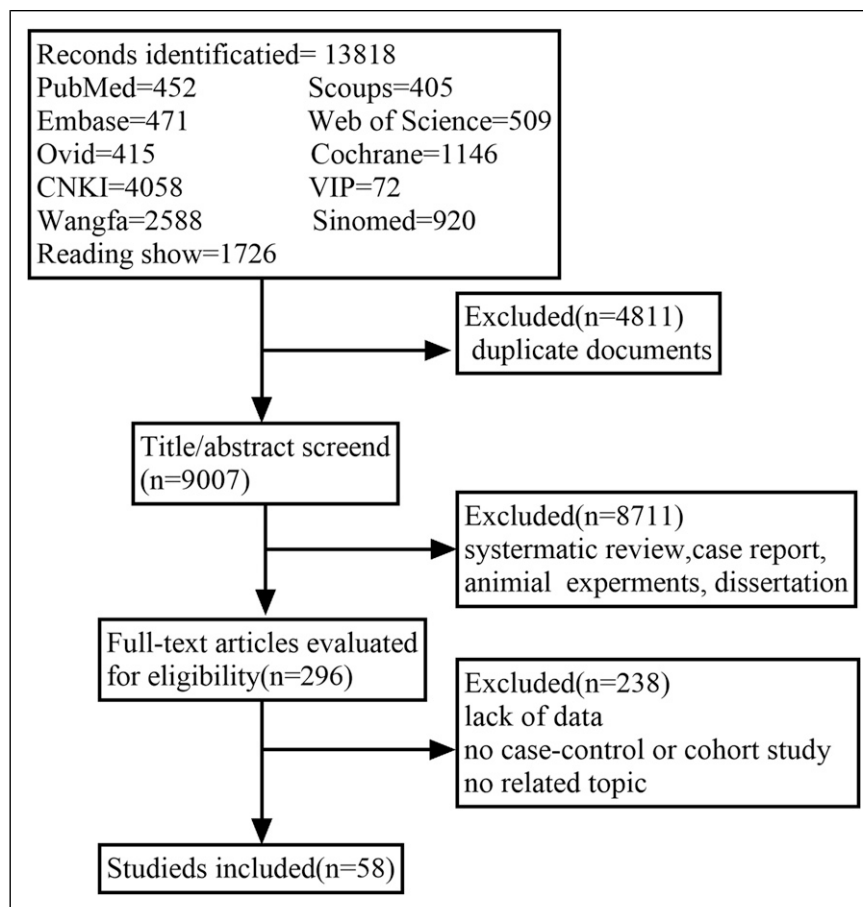 Reconds identificatied= 13818
PubMed=452 Scoups=405
Embase=471 Web of Science=509
Ovid=415 Cochrane=1146
CNKI=4058 VIP=72
Wangfa=2588 Sinomed=920
Reading show=1726
Excluded(n=4811)
duplicate documents
Title/abstract screend
(n=9007)
Excluded(n=8711)
systermatic review,case report,
animial experments, dissertation
Full-text articles evaluated
for eligibility(n=296)
Excluded(n=238)
lack of data
no case-control or cohort study
no related topic
Studieds included(n=58)